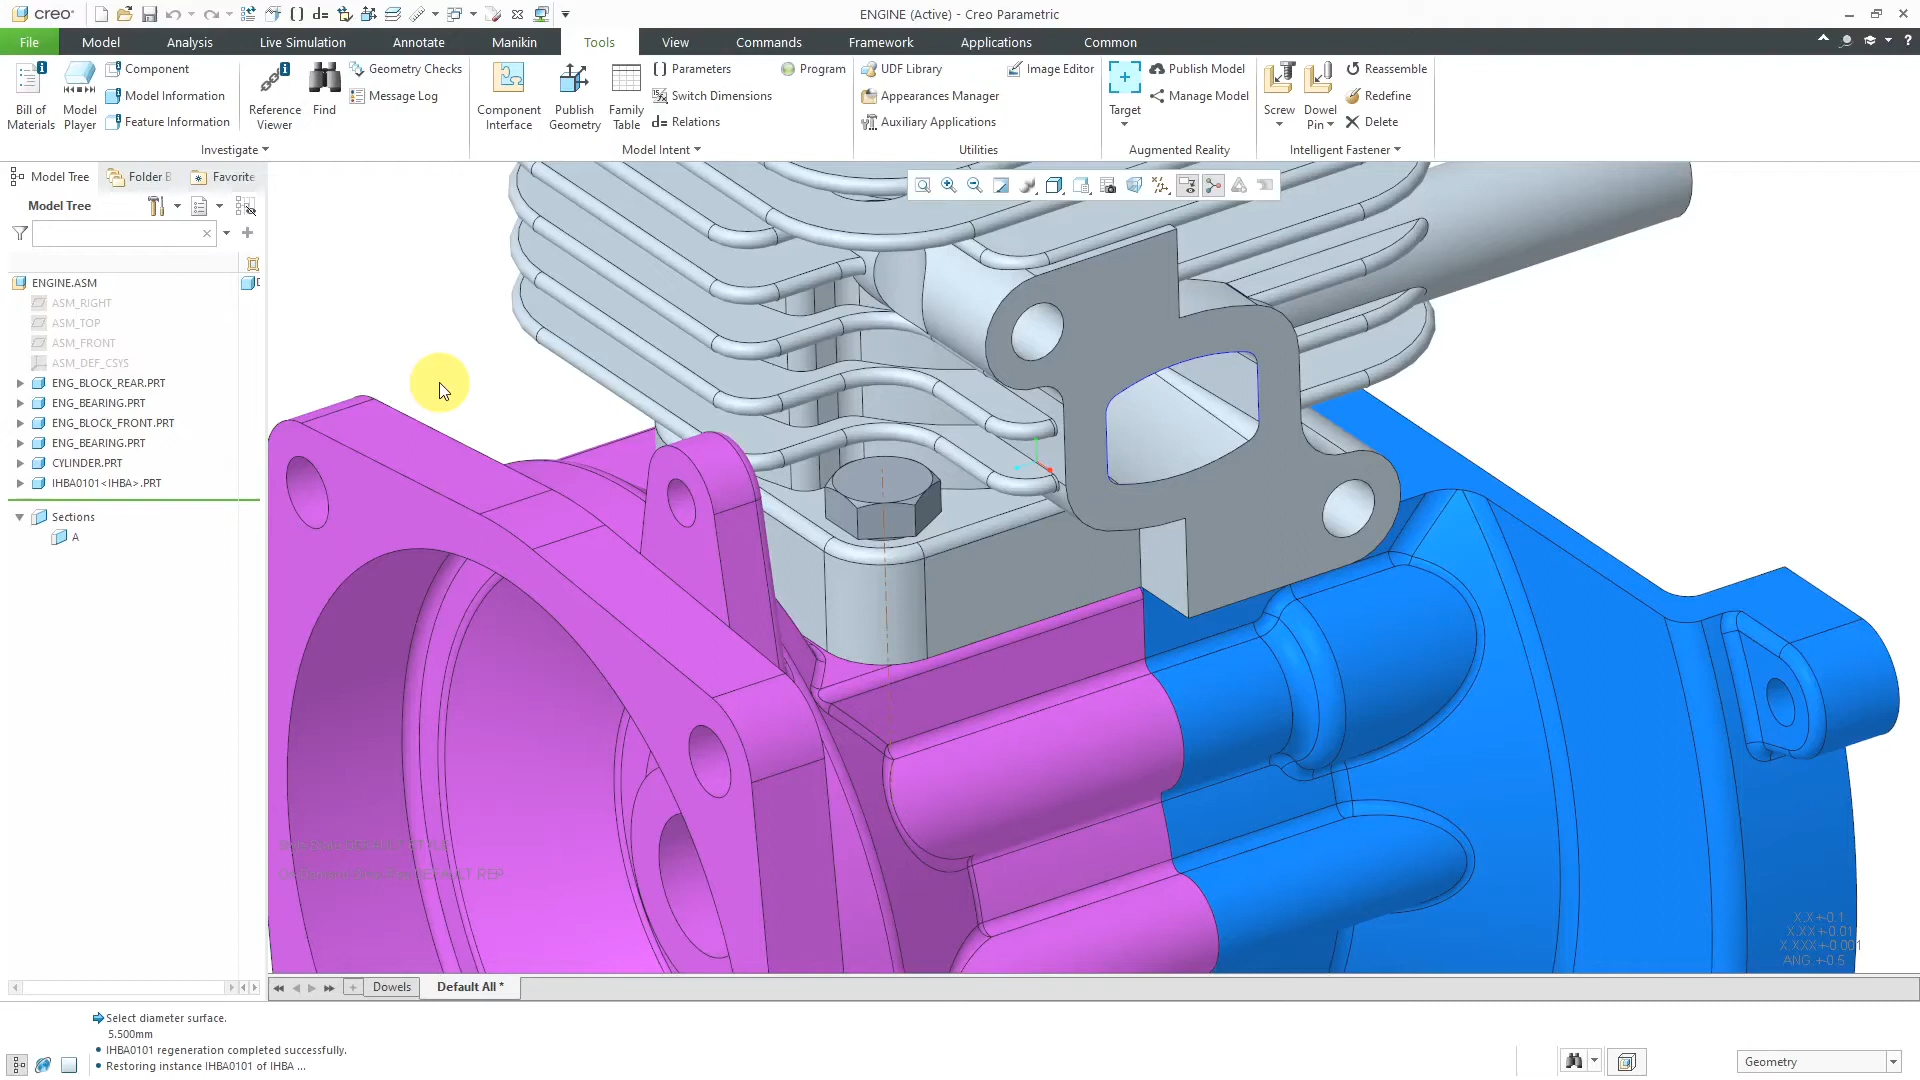 creo
d=
ENGINE (Active) - Creo Parametric
File
Model
Analysis
Live Simulation
Annotate
Manikin
Tools
View
Commands
Framework
Applications
Common
Bill of Materials
Model Player
Component
Model Information
Feature Information
Reference Viewer
Find
Geometry Checks
Message Log
Investigate
Component Interface
Publish Geometry
Family Table
Parameters
Switch Dimensions
d= Relations
Program
Model Intent
UDF Library
Appearances Manager
Auxiliary Applications
Image Editor
Utilities
Target
Publish Model
Manage Model
Augmented Reality
Screw
Dowel Pin
Reassemble
Redefine
Delete
Intelligent Fastener
Model Tree
Folder B
Favorite
Model Tree
ENGINE.ASM
ASM_RIGHT
ASM_TOP
ASM_FRONT
ASM_DEF_CSYS
ENG_BLOCK_REAR.PRT
ENG_BEARING.PRT
ENG_BLOCK_FRONT.PRT
ENG_BEARING.PRT
CYLINDER.PRT
IHBA0101<IHBA>.PRT
Sections
A
X.X+-0.1
X.XX+-0.01
X.XXX+-0.001
ANG.+-0.5
Dowels
Default All *
Select diameter surface.
5.500mm
IHBA0101 regeneration completed successfully.
Restoring instance IHBA0101 of IHBA ...
Geometry